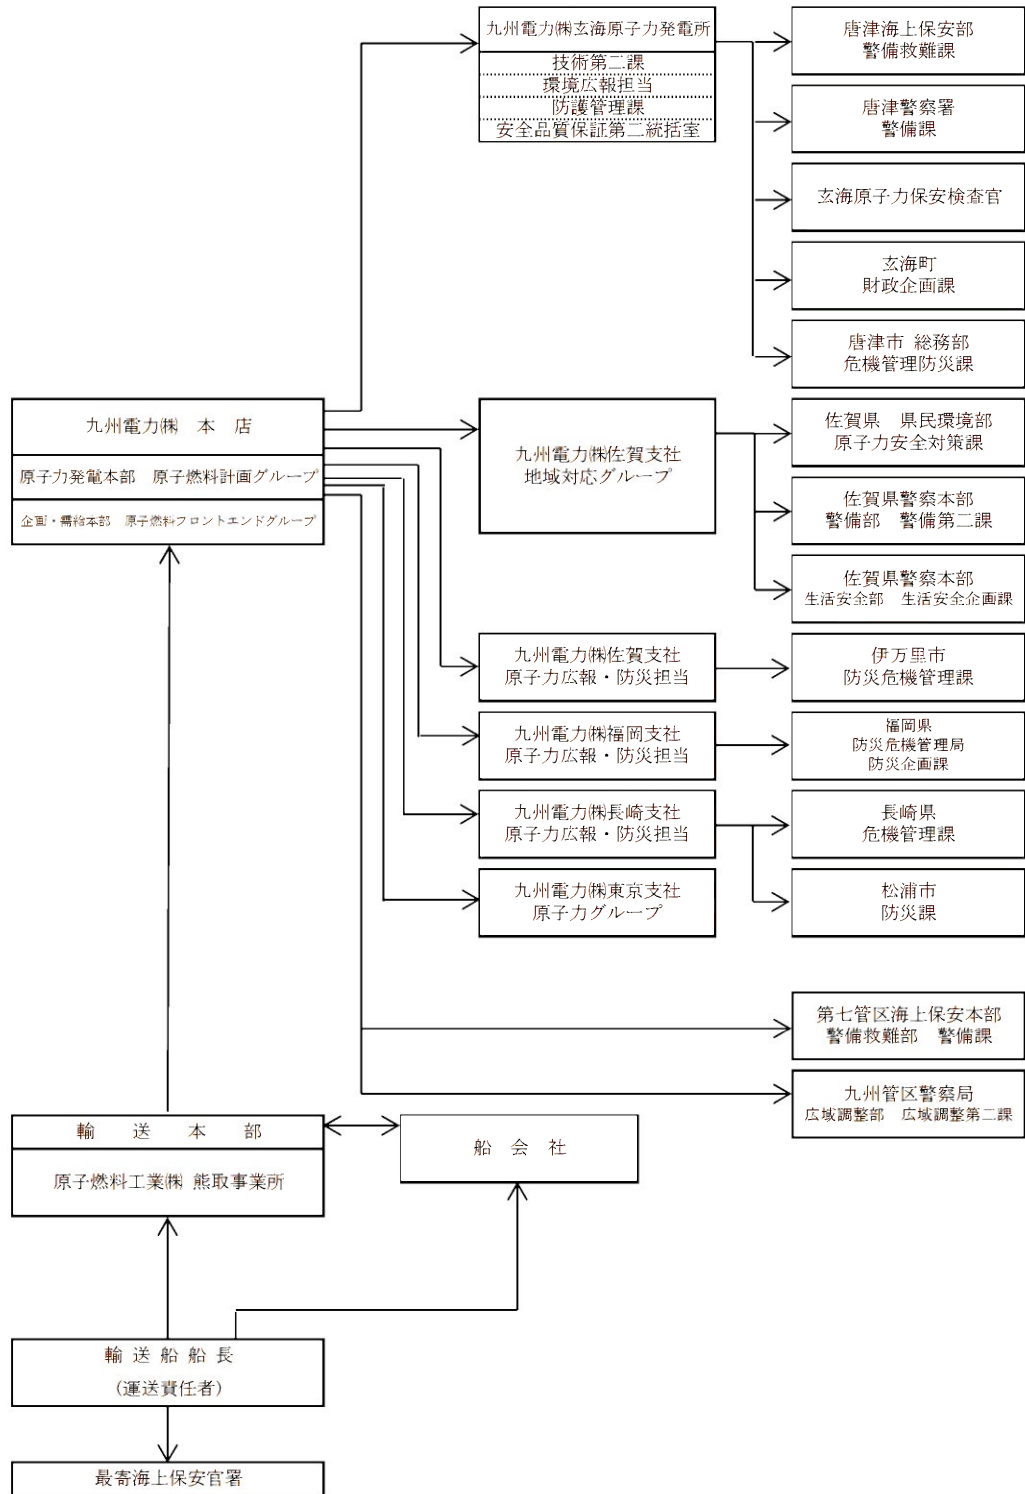 九州電力㈱玄海原子力発電所
技術第二課
環境広報担当
防護管理課
安全品質保証第二統括室
唐津海上保安部
警備救難課
唐津警察署
警備課
玄海原子力保安検査官
玄海町
財政企画課
唐津市 総務部
危機管理防災課
九州電力㈱ 本 店
原子力発電本部 原子燃料計画グループ
企画・需給本部 原子燃料フロントエンドグループ
九州電力㈱佐賀支社
地域対応グループ
佐賀県 県民環境部
原子力安全対策課
佐賀県警察本部
警備部 警備第二課
佐賀県警察本部
生活安全部 生活安全企画課
九州電力㈱佐賀支社
原子力広報・防災担当
伊万里市
防災危機管理課
九州電力㈱福岡支社
原子力広報・防災担当
福岡県
防災危機管理局
防災企画課
九州電力㈱長崎支社
原子力広報・防災担当
長崎県
危機管理課
九州電力㈱東京支社
原子力グループ
松浦市
防災課
第七管区海上保安本部
警備救難部 警備課
九州管区警察局
広域調整部 広域調整第二課
輸 送 本 部
原子燃料工業㈱ 熊取事業所
船 会 社
輸 送 船 船 長
(運送責任者)
最寄海上保安官署